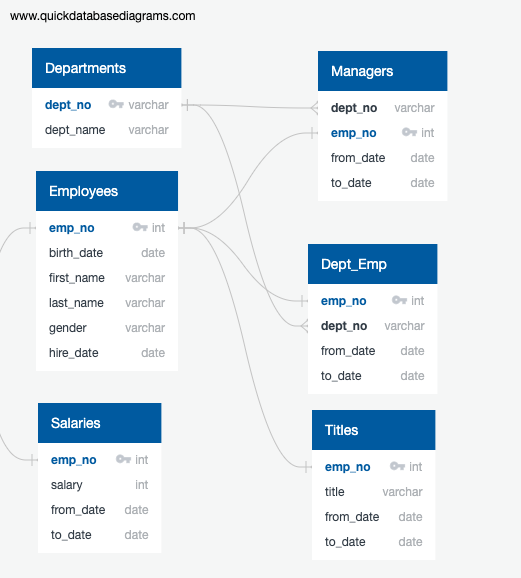 www.quickdatabasediagrams.com
Departments
dept_no varchar
dept_name varchar
Managers
dept_no varchar
emp_no int
from_date date
to_date date
Employees
emp_no int
birth_date date
first_name varchar
last_name varchar
gender varchar
hire_date date
Dept_Emp
emp_no int
dept_no varchar
from_date date
to_date date
Salaries
emp_no int
salary int
from_date date
to_date date
Titles
emp_no int
title varchar
from_date date
to_date date